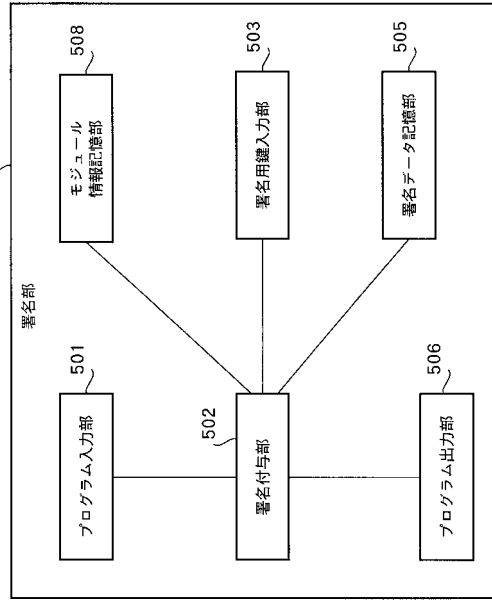 署名部
501
プログラム入力部
508
モジュール
情報記憶部
502
署名付与部
503
署名用鍵入力部
506
プログラム出力部
505
署名データ記憶部